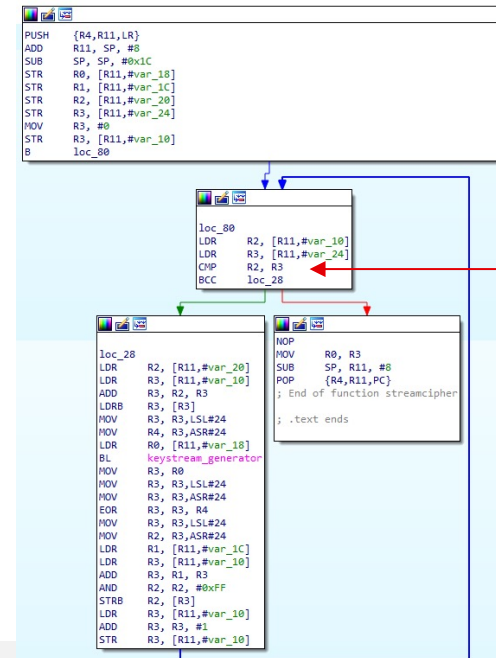 PUSH {R4,R11,LR}
ADD R11, SP, #8
SUB SP, SP, #0x1C
STR R0, [R11,#var_18]
STR R1, [R11,#var_1C]
STR R2, [R11,#var_20]
STR R3, [R11,#var_24]
MOV R3, #0
STR R3, [R11,#var_10]
B loc_80
loc_80
LDR R2, [R11,#var_10]
LDR R3, [R11,#var_24]
CMP R2, R3
BCC loc_28
loc_28
LDR R2, [R11,#var_20]
LDR R3, [R11,#var_10]
ADD R3, R2, R3
LDRB R3, [R3]
MOV R3, R3,LSL#24
MOV R4, R3,ASR#24
LDR R0, [R11,#var_18]
BL keystream_generator
MOV R3, R0
MOV R3, R3,LSL#24
MOV R3, R3,ASR#24
EOR R3, R3, R4
MOV R3, R3,LSL#24
MOV R2, R3,ASR#24
LDR R1, [R11,#var_1C]
LDR R3, [R11,#var_10]
ADD R3, R1, R3
AND R2, R2, #0xFF
STRB R2, [R3]
LDR R3, [R11,#var_10]
ADD R3, R3, #1
STR R3, [R11,#var_10]
NOP
MOV R0, R3
SUB SP, R11, #8
POP {R4,R11,PC}
; End of function streamcipher
; .text ends